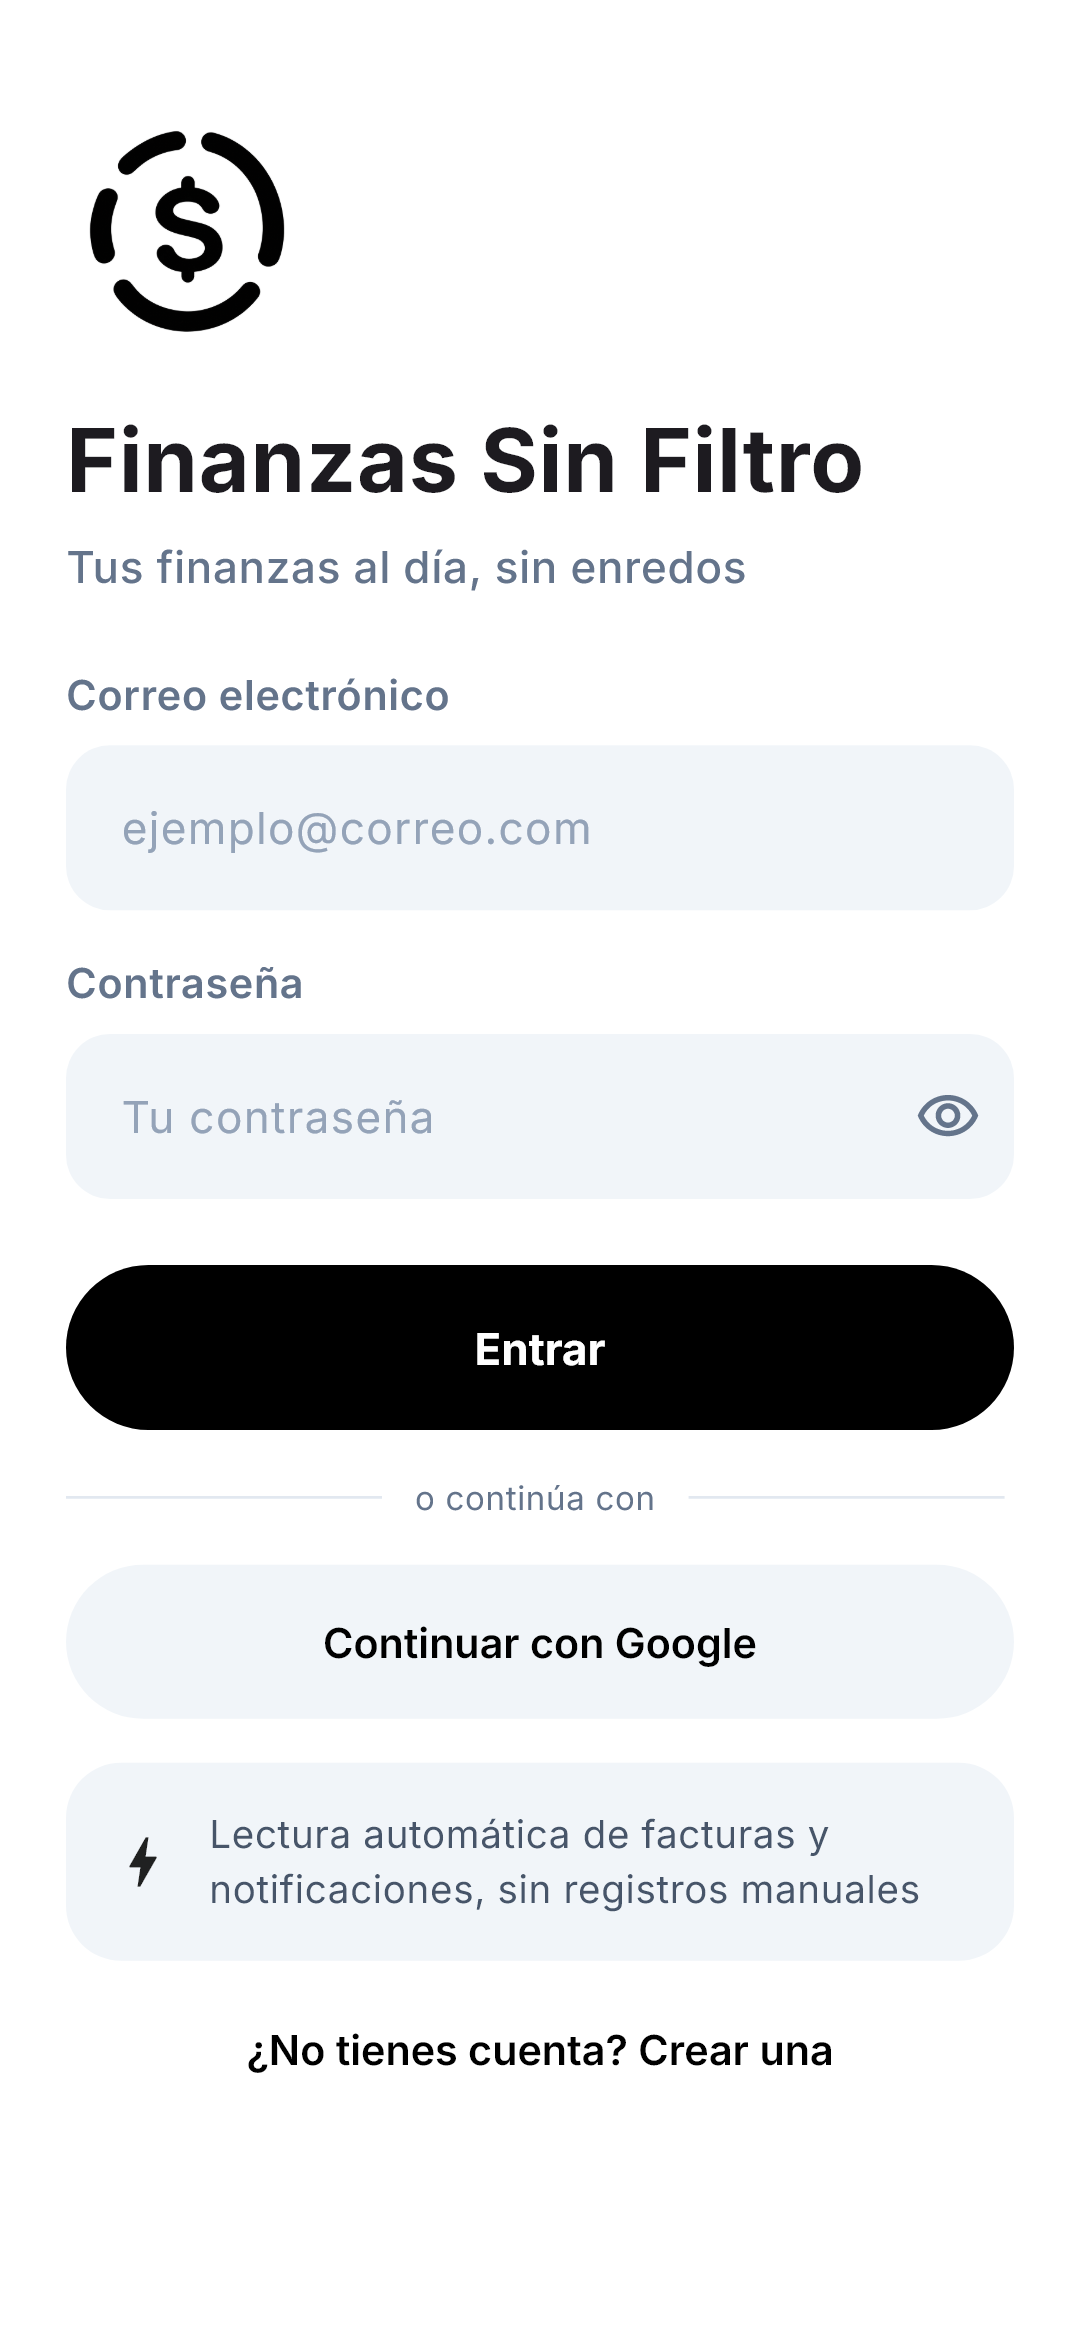 $
Finanzas Sin Filtro
Tus finanzas al día, sin enredos
Correo electrónico
ejemplo@correo.com
Contraseña
Tu contraseña
Entrar
o continúa con
Continuar con Google
Lectura automática de facturas y
notificaciones, sin registros manuales
¿No tienes cuenta? Crear una